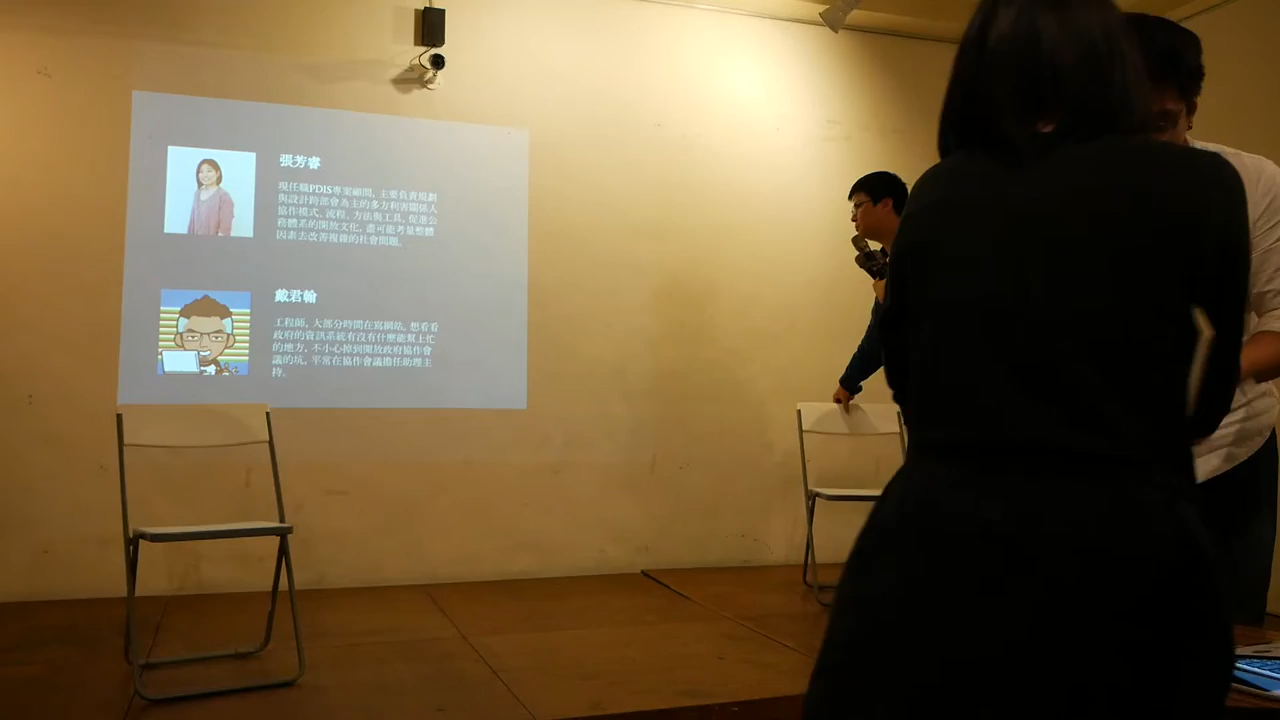 張芳睿
現任職PDIS專案顧問，主要負責規劃
與設計跨部會為主的多方利害關係人
協作模式、流程、方法與工具，促進公
務體系的開放文化，盡可能考量整體
因素去改善複雜的社會問題。
戴君翰
工程師，大部分時間在寫網站。想看看
政府的資訊系統有沒有什麼能幫上忙
的地方，不小心掉到開放政府協作會
議的坑，平常在協作會議擔任助理主
持。